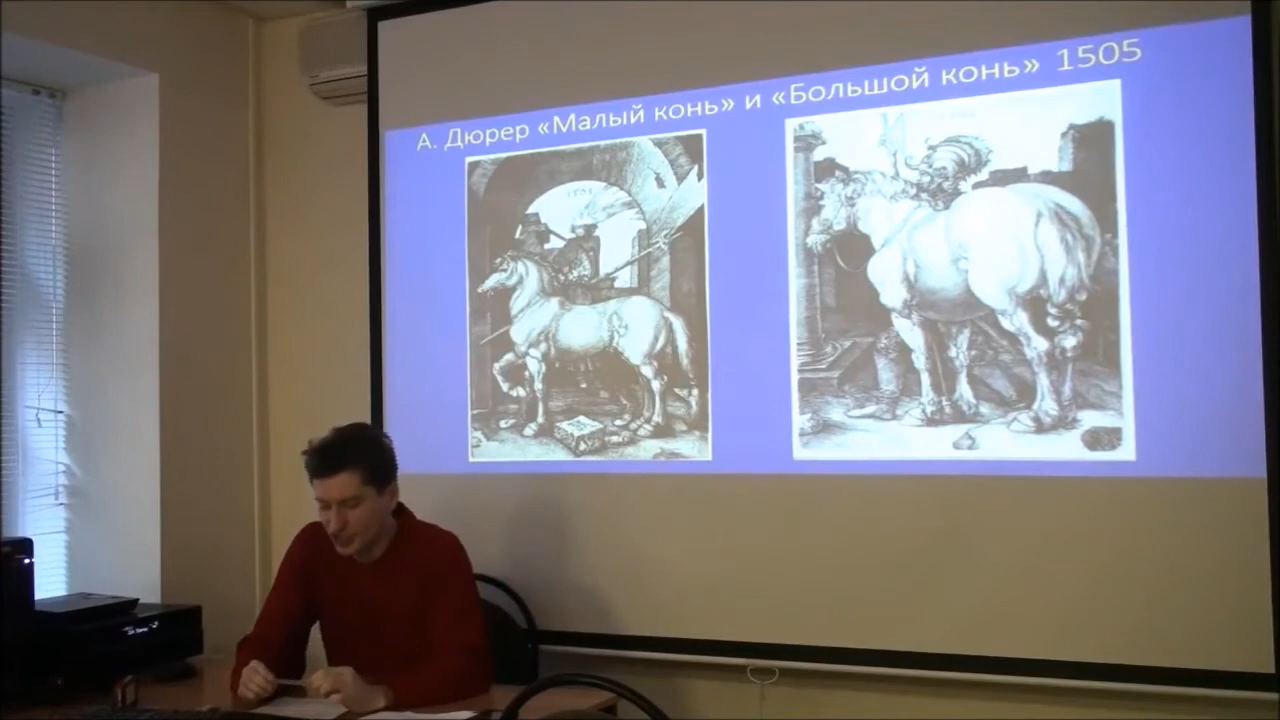 А. Дюрер «Малый конь» и «Большой конь» 1505